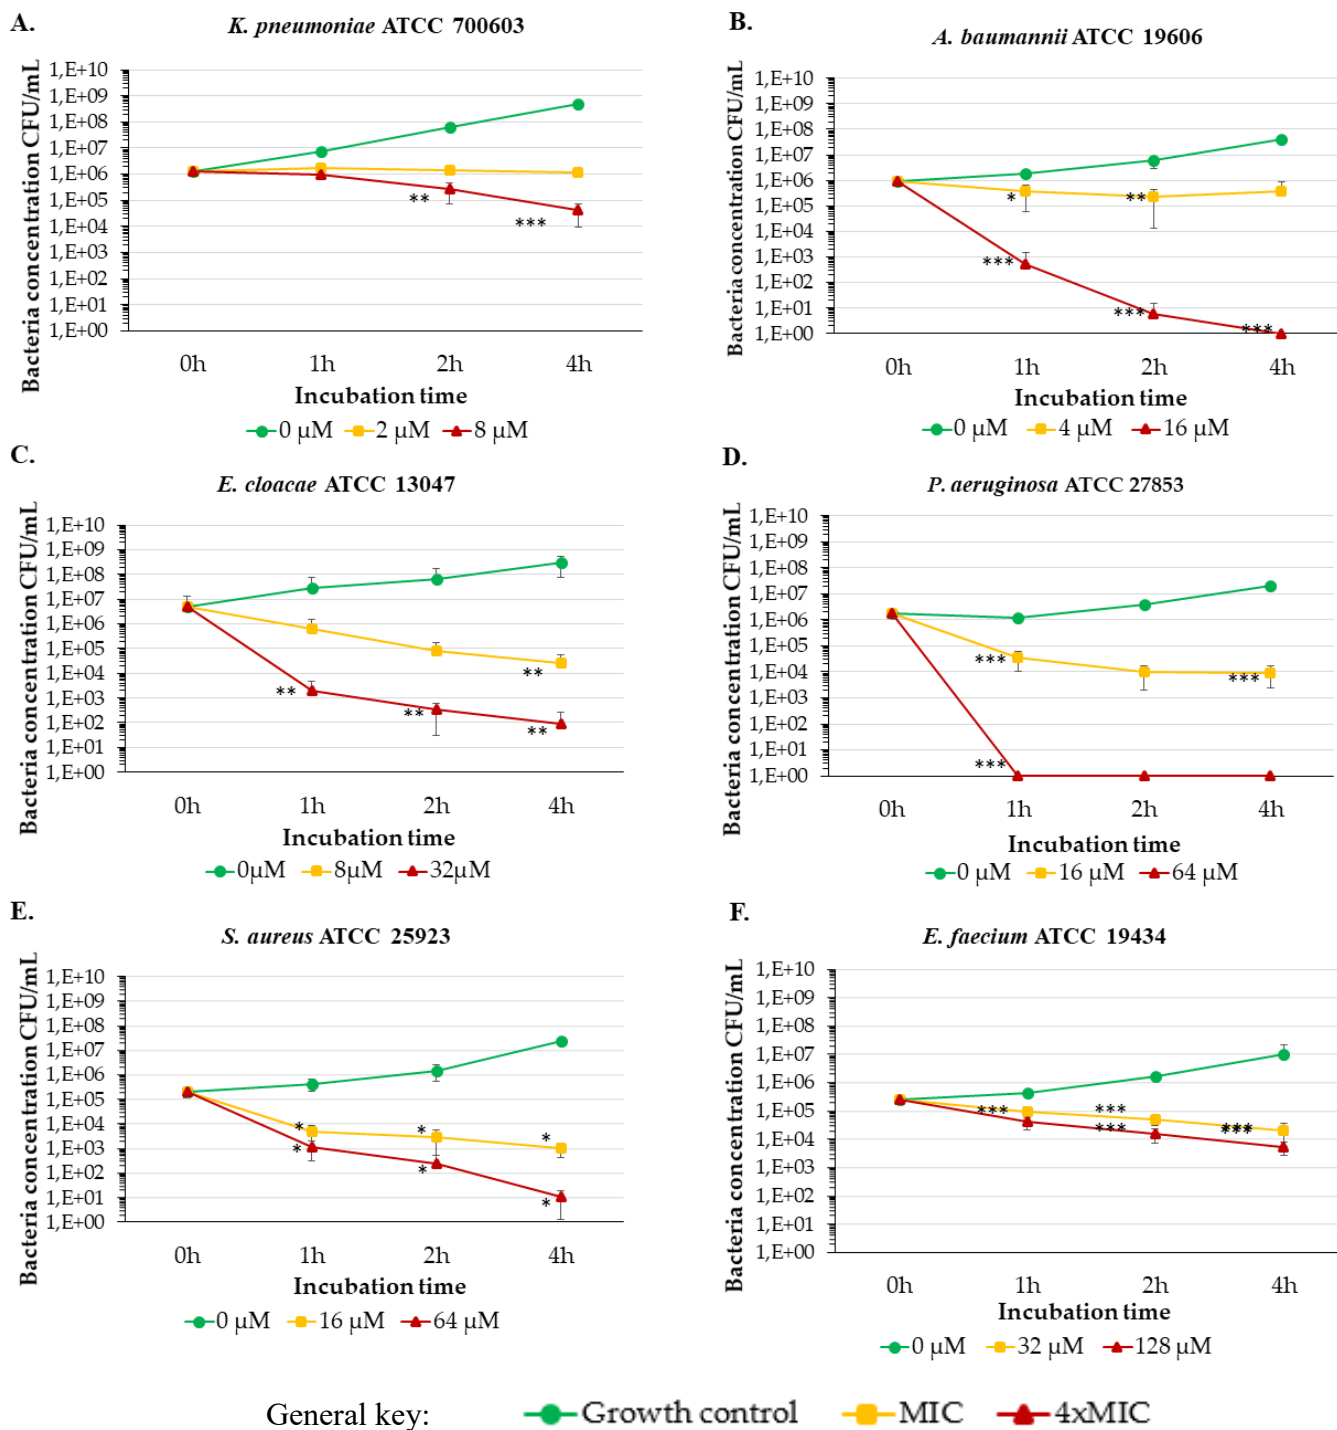 A.
K. pneumoniae ATCC 700603
Bacteria concentration CFU/mL
1,E+10
1,E+09
1,E+08
1,E+07
1,E+06
1,E+05
1,E+04
1,E+03
1,E+02
1,E+01
1,E+00
**
***
0h 1h 2h 4h
Incubation time
0 µM 2 µM 8 µM
B.
A. baumannii ATCC 19606
Bacteria concentration CFU/mL
1,E+10
1,E+09
1,E+08
1,E+07
1,E+06
1,E+05
1,E+04
1,E+03
1,E+02
1,E+01
1,E+00
* **
***
***
***
0h 1h 2h 4h
Incubation time
0 µM 4 µM 16 µM
C.
E. cloacae ATCC 13047
Bacteria concentration CFU/mL
1,E+10
1,E+09
1,E+08
1,E+07
1,E+06
1,E+05
1,E+04
1,E+03
1,E+02
1,E+01
1,E+00
**
**
**
**
0h 1h 2h 4h
Incubation time
0µM 8µM 32µM
D.
P. aeruginosa ATCC 27853
Bacteria concentration CFU/mL
1,E+10
1,E+09
1,E+08
1,E+07
1,E+06
1,E+05
1,E+04
1,E+03
1,E+02
1,E+01
1,E+00
***
***
***
0h 1h 2h 4h
Incubation time
0 µM 16 µM 64 µM
E.
S. aureus ATCC 25923
Bacteria concentration CFU/mL
1,E+10
1,E+09
1,E+08
1,E+07
1,E+06
1,E+05
1,E+04
1,E+03
1,E+02
1,E+01
1,E+00
* * *
* * *
0h 1h 2h 4h
Incubation time
0 µM 16 µM 64 µM
F.
E. faecium ATCC 19434
Bacteria concentration CFU/mL
1,E+10
1,E+09
1,E+08
1,E+07
1,E+06
1,E+05
1,E+04
1,E+03
1,E+02
1,E+01
1,E+00
*** ***
*** ***
0h 1h 2h 4h
Incubation time
0 µM 32 µM 128 µM
General key: Growth control MIC 4xMIC